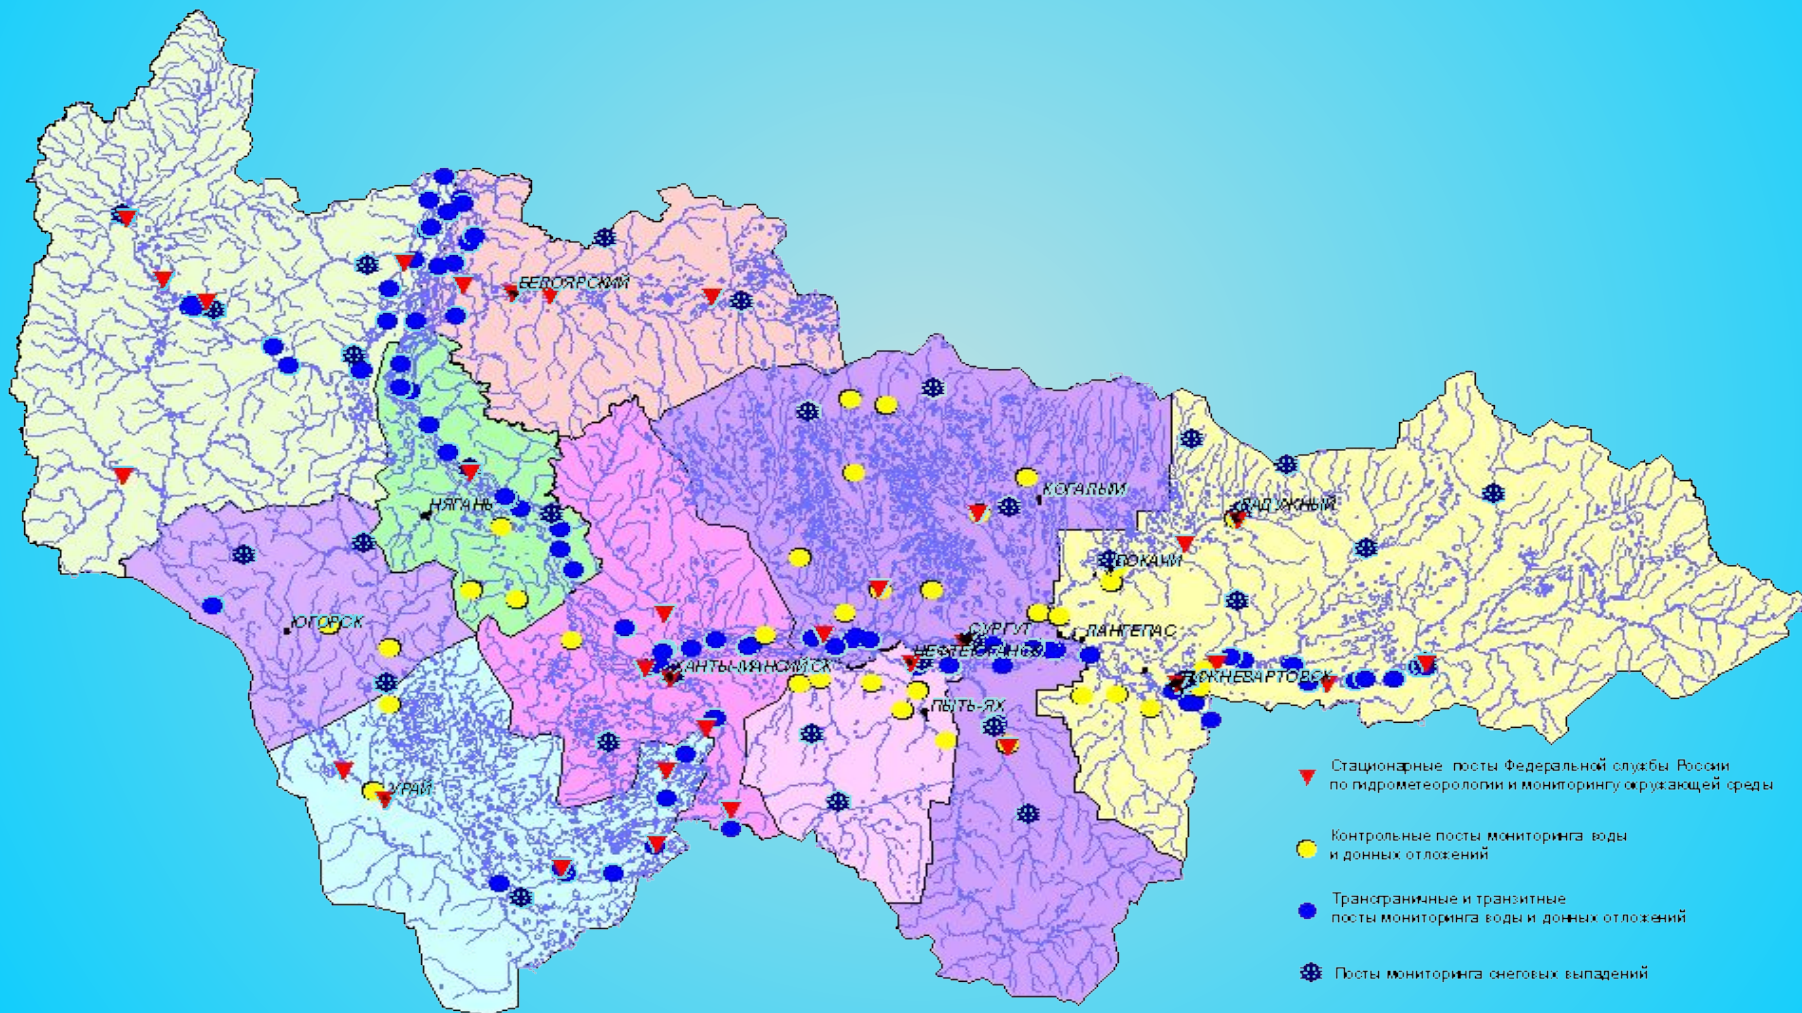 БЕЛОЯРСКИЙ
КОГАЛЫМ
НЯГАНЬ
РАДУЖНЫЙ
ПОКАЧИ
ЮГОРСК
СУРГУТ
ЛАНГЕПАС
НЕФТЕЮГАНСК
ХАНТЫ-МАНСИЙСК
НИЖНЕВАРТОВСК
ПЫТЬ-ЯХ
УРАЙ
Стационарные посты Федеральной службы России
по гидрометеорологии и мониторингу окружающей среды
Контрольные посты мониторинга воды
и донных отложений
Трансграничные и транзитные
посты мониторинга воды и донных отложений
Посты мониторинга снеговых выпадений